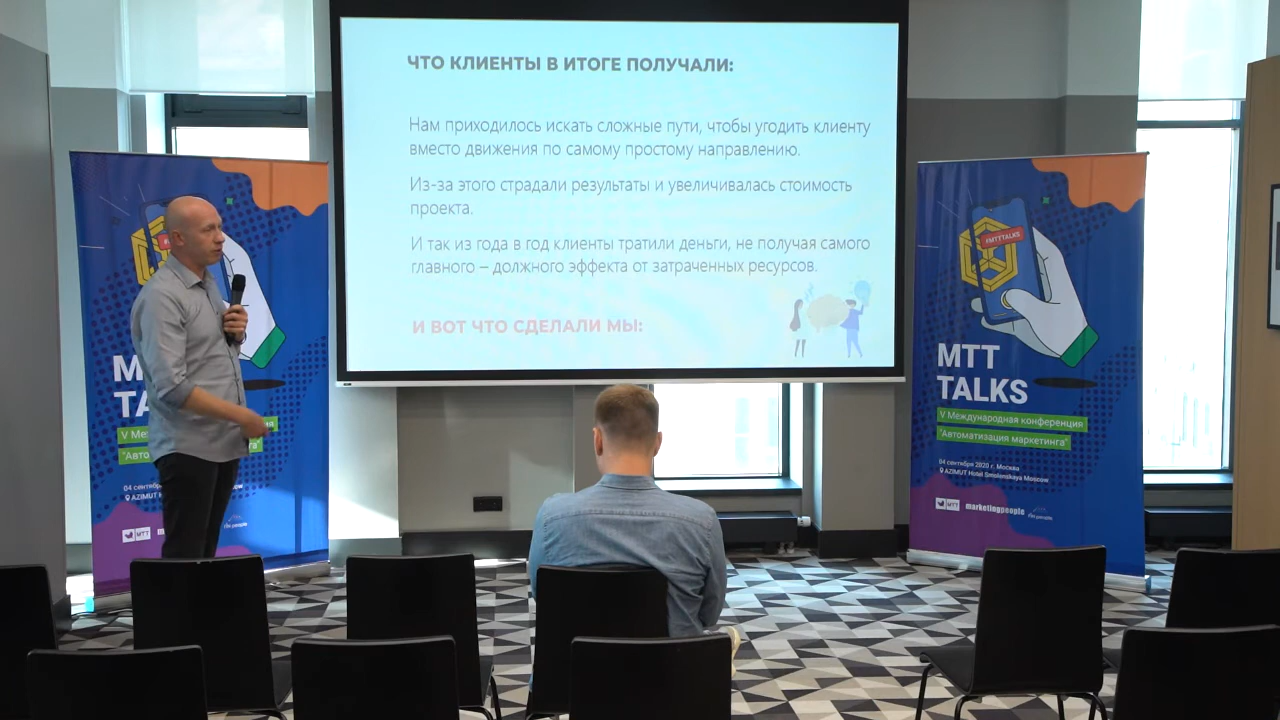 ЧТО КЛИЕНТЫ В ИТОГЕ ПОЛУЧАЛИ:
Нам приходилось искать сложные пути, чтобы угодить клиенту
вместо движения по самому простому направлению.
Из-за этого страдали результаты и увеличивалась стоимость
проекта.
И так из года в год клиенты тратили деньги, не получая самого
главного – должного эффекта от затраченных ресурсов.
И ВОТ ЧТО СДЕЛАЛИ МЫ:
04 сентя
MTT
#MTTTALKS
MTT
TALKS
V Международная конференция
"Автоматизация маркетинга"
04 сентября 2020 г. Москва
AZIMUT Hotel Smolenskaya Moscow
MTT
marketingpeople